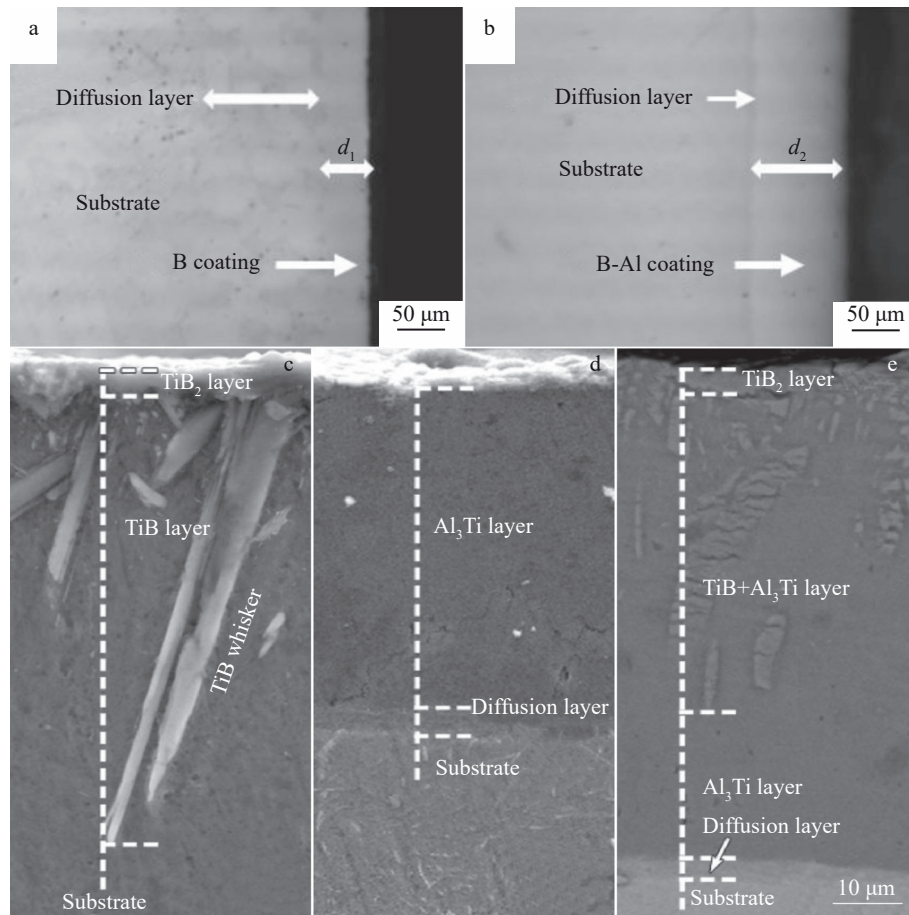 a
Diffusion layer
d₁
Substrate
B coating
50 μm
b
Diffusion layer
d₂
Substrate
B-Al coating
50 μm
c
TiB₂ layer
TiB layer
TiB whisker
Substrate
d
Al₃Ti layer
Diffusion layer
Substrate
e
TiB₂ layer
TiB+Al₃Ti layer
Al₃Ti layer
Diffusion layer
Substrate
10 μm